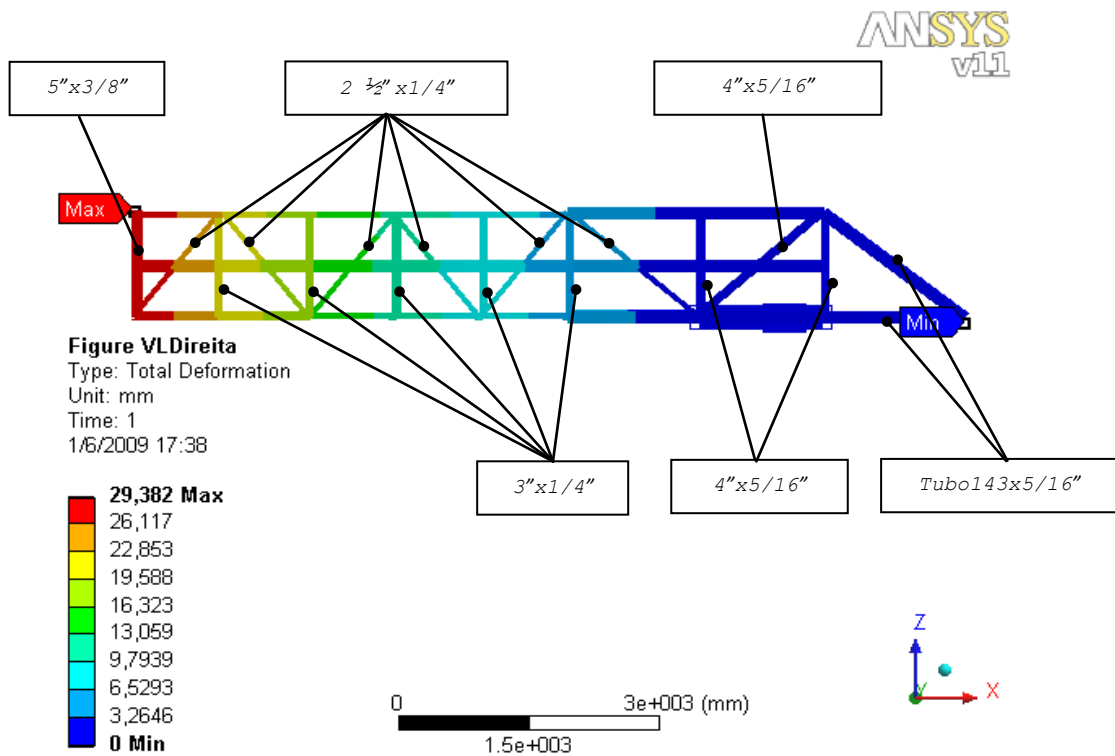 ANSYS
v11
5"x3/8"
2 ½"x1/4"
4"x5/16"
Max
Min
Figure VLDireita
Type: Total Deformation
Unit: mm
Time: 1
1/6/2009 17:38
3"x1/4"
4"x5/16"
Tubo143x5/16"
29,382 Max
26,117
22,853
19,588
16,323
13,059
9,7939
6,5293
3,2646
0 Min
0
3e+003 (mm)
1.5e+003
Z
Y
X